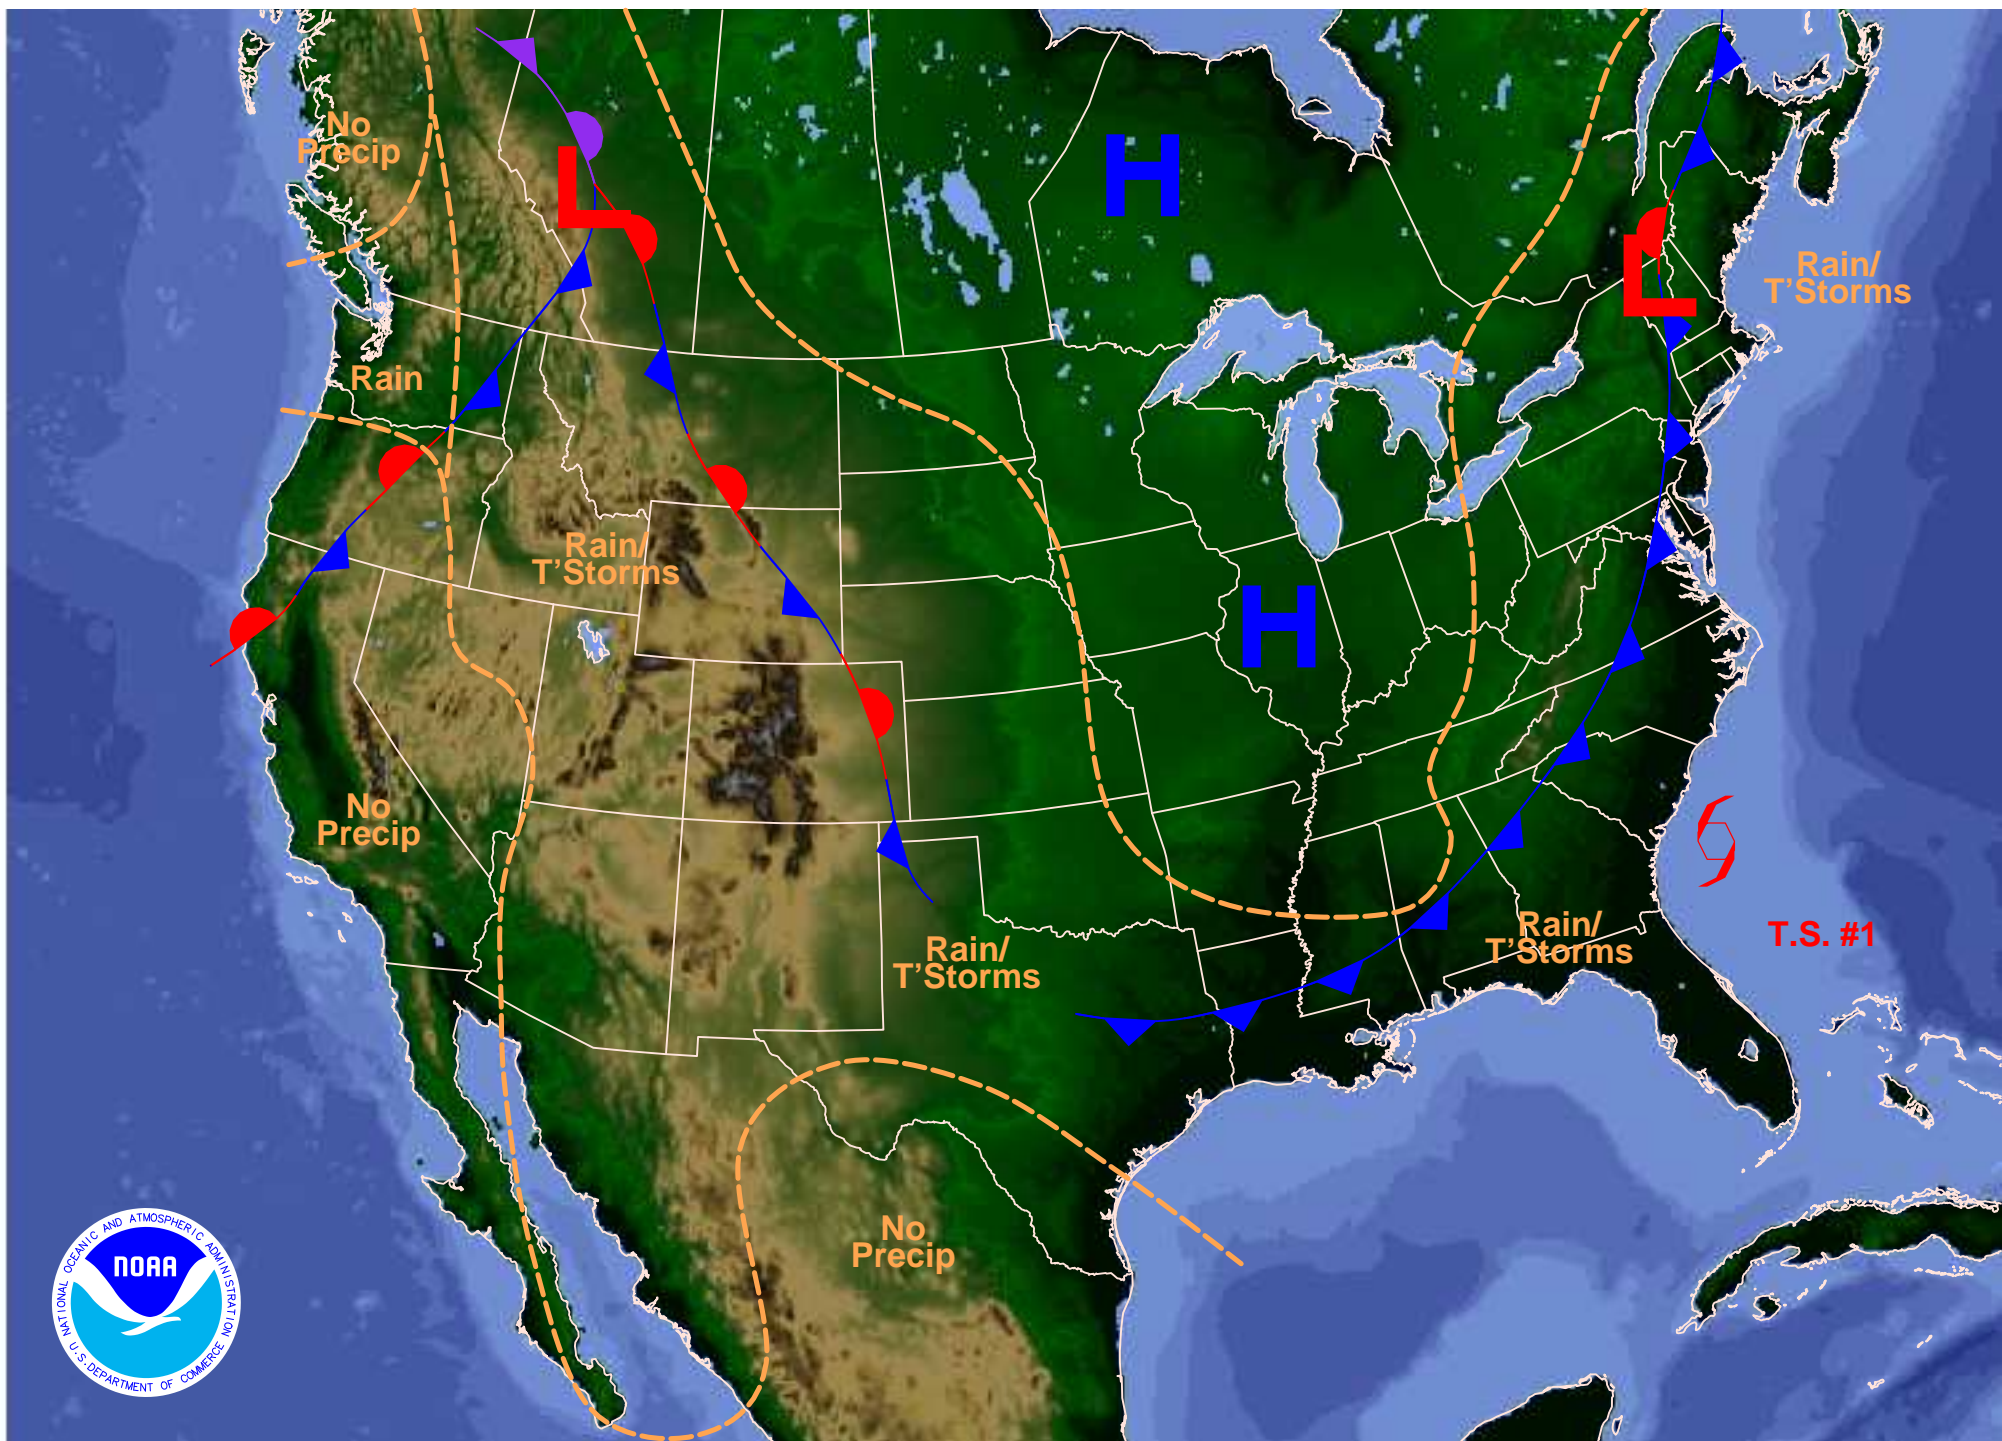 No
Precip
H
L
L
Rain/
T'Storms
Rain
Rain/
T'Storms
H
No
Precip
Rain/
T'Storms
Rain/
T'Storms
T.S. #1
No
Precip
NATIONAL OCEANIC AND ATMOSPHERIC ADMINISTRATION
NOAA
U.S. DEPARTMENT OF COMMERCE